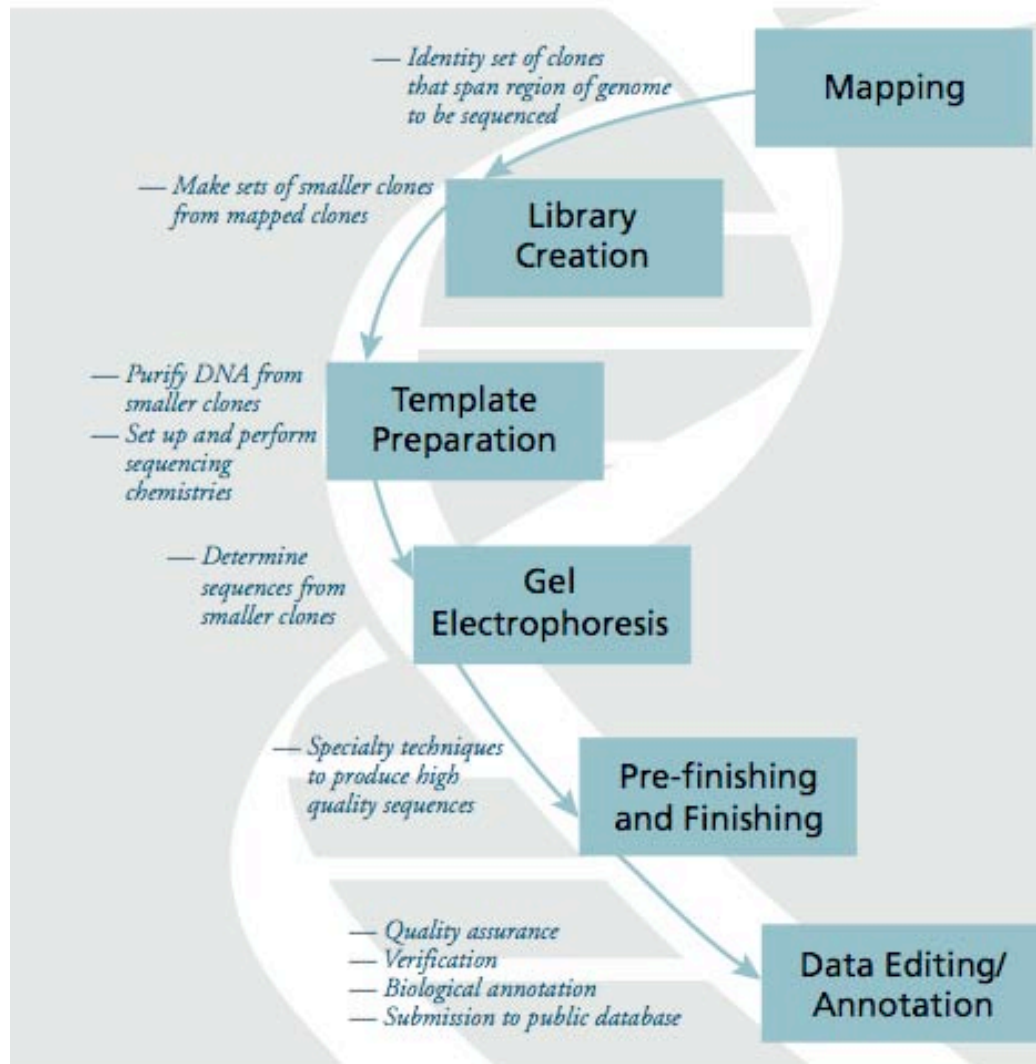 — Identity set of clones
that span region of genome
to be sequenced
Mapping
— Make sets of smaller clones
from mapped clones
Library
Creation
— Purify DNA from
smaller clones
— Set up and perform
sequencing
chemistries
Template
Preparation
— Determine
sequences from
smaller clones
Gel
Electrophoresis
— Specialty techniques
to produce high
quality sequences
Pre-finishing
and Finishing
— Quality assurance
— Verification
— Biological annotation
— Submission to public database
Data Editing/
Annotation